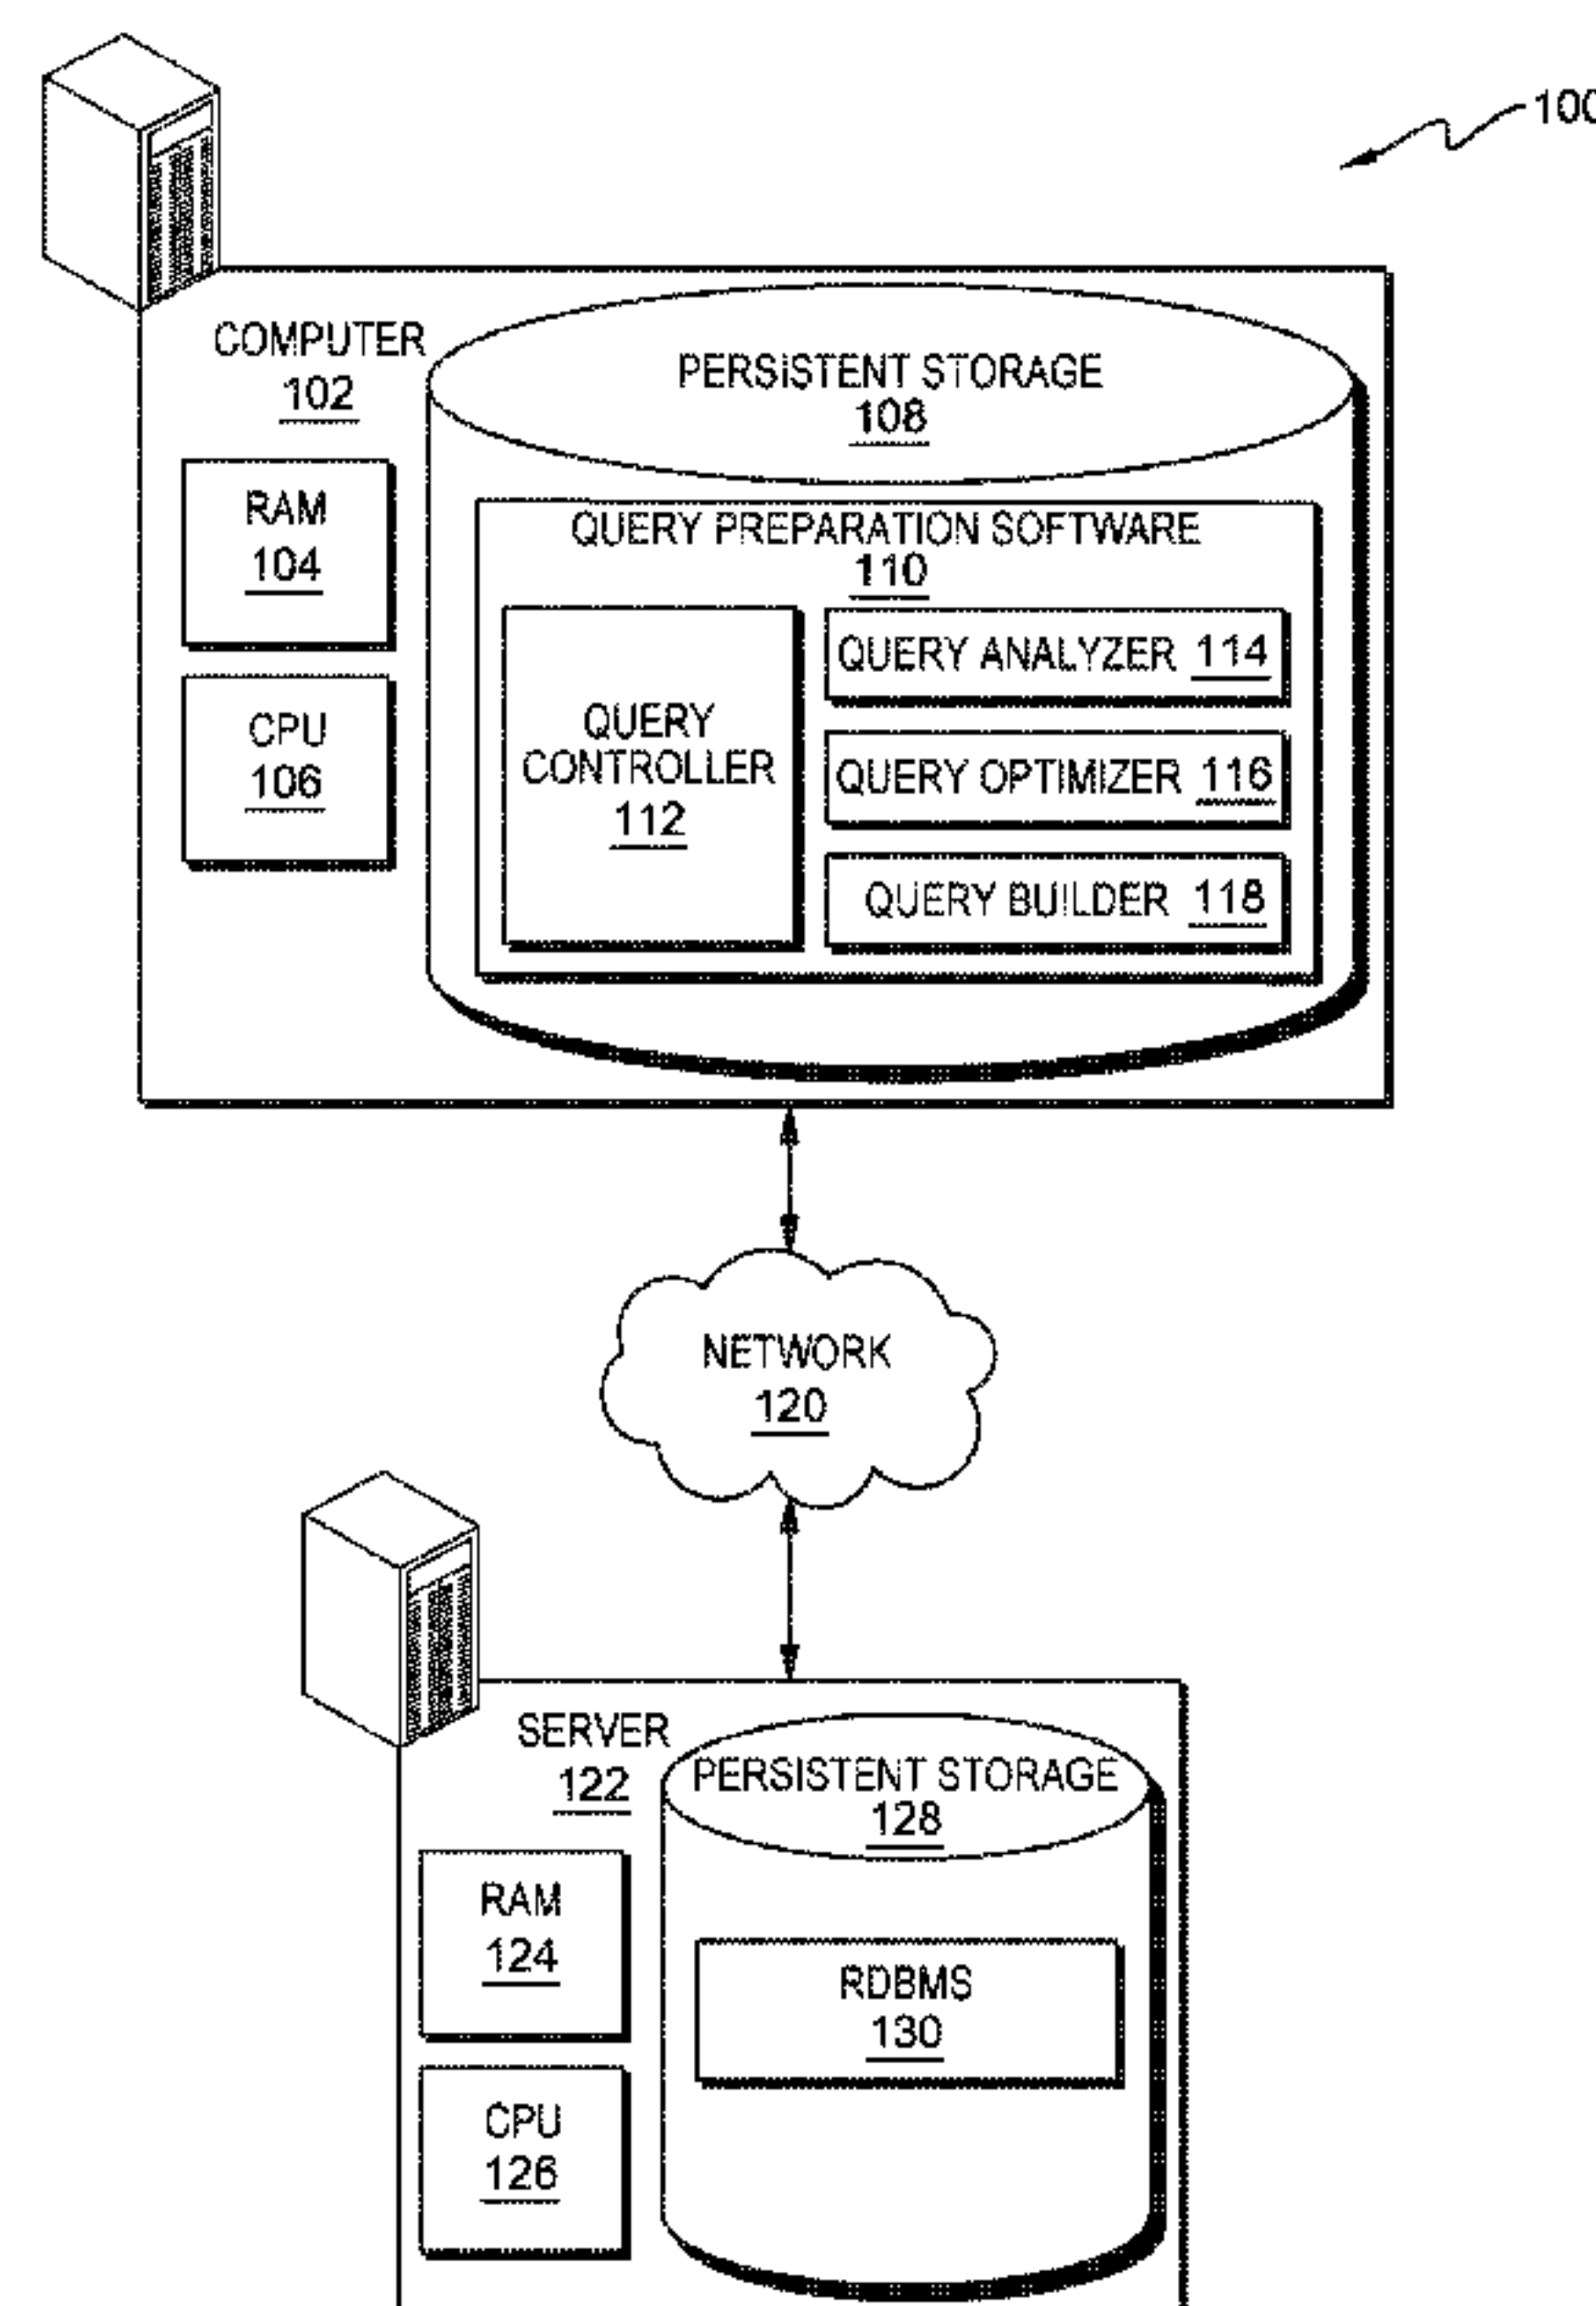 100
COMPUTER
102
PERSISTENT STORAGE
108
RAM
104
CPU
106
QUERY PREPARATION SOFTWARE
110
QUERY
CONTROLLER
112
QUERY ANALYZER 114
QUERY OPTIMIZER 116
QUERY BUILDER 118
NETWORK
120
SERVER
122
PERSISTENT STORAGE
128
RAM
124
CPU
126
RDBMS
130